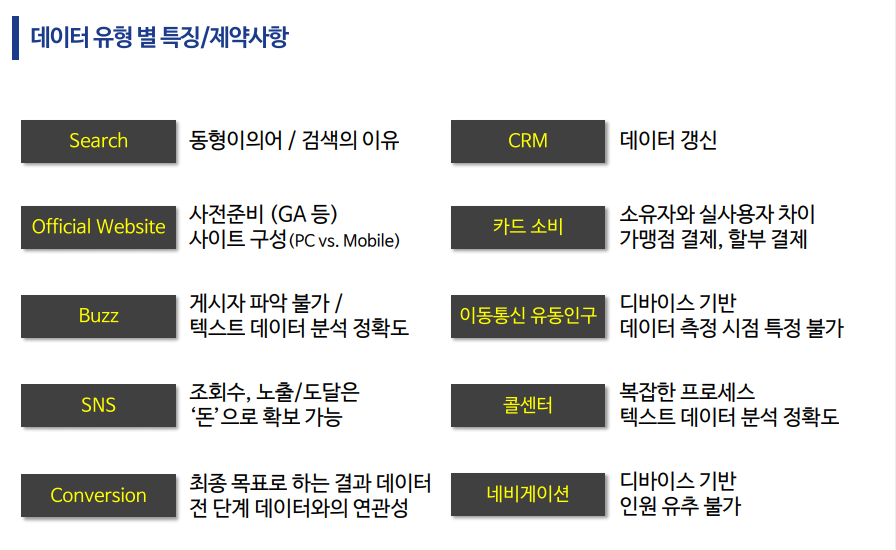 데이터 유형 별 특징/제약사항
Search
동형이의어 / 검색의 이유
Official Website
사전준비 (GA 등)
사이트 구성(PC vs. Mobile)
Buzz
게시자 파악 불가 /
텍스트 데이터 분석 정확도
SNS
조회수, 노출/도달은
‘돈’으로 확보 가능
Conversion
최종 목표로 하는 결과 데이터
전 단계 데이터와의 연관성
CRM
데이터 갱신
카드 소비
소유자와 실사용자 차이
가맹점 결제, 할부 결제
이동통신 유동인구
디바이스 기반
데이터 측정 시점 특정 불가
콜센터
복잡한 프로세스
텍스트 데이터 분석 정확도
네비게이션
디바이스 기반
인원 유추 불가